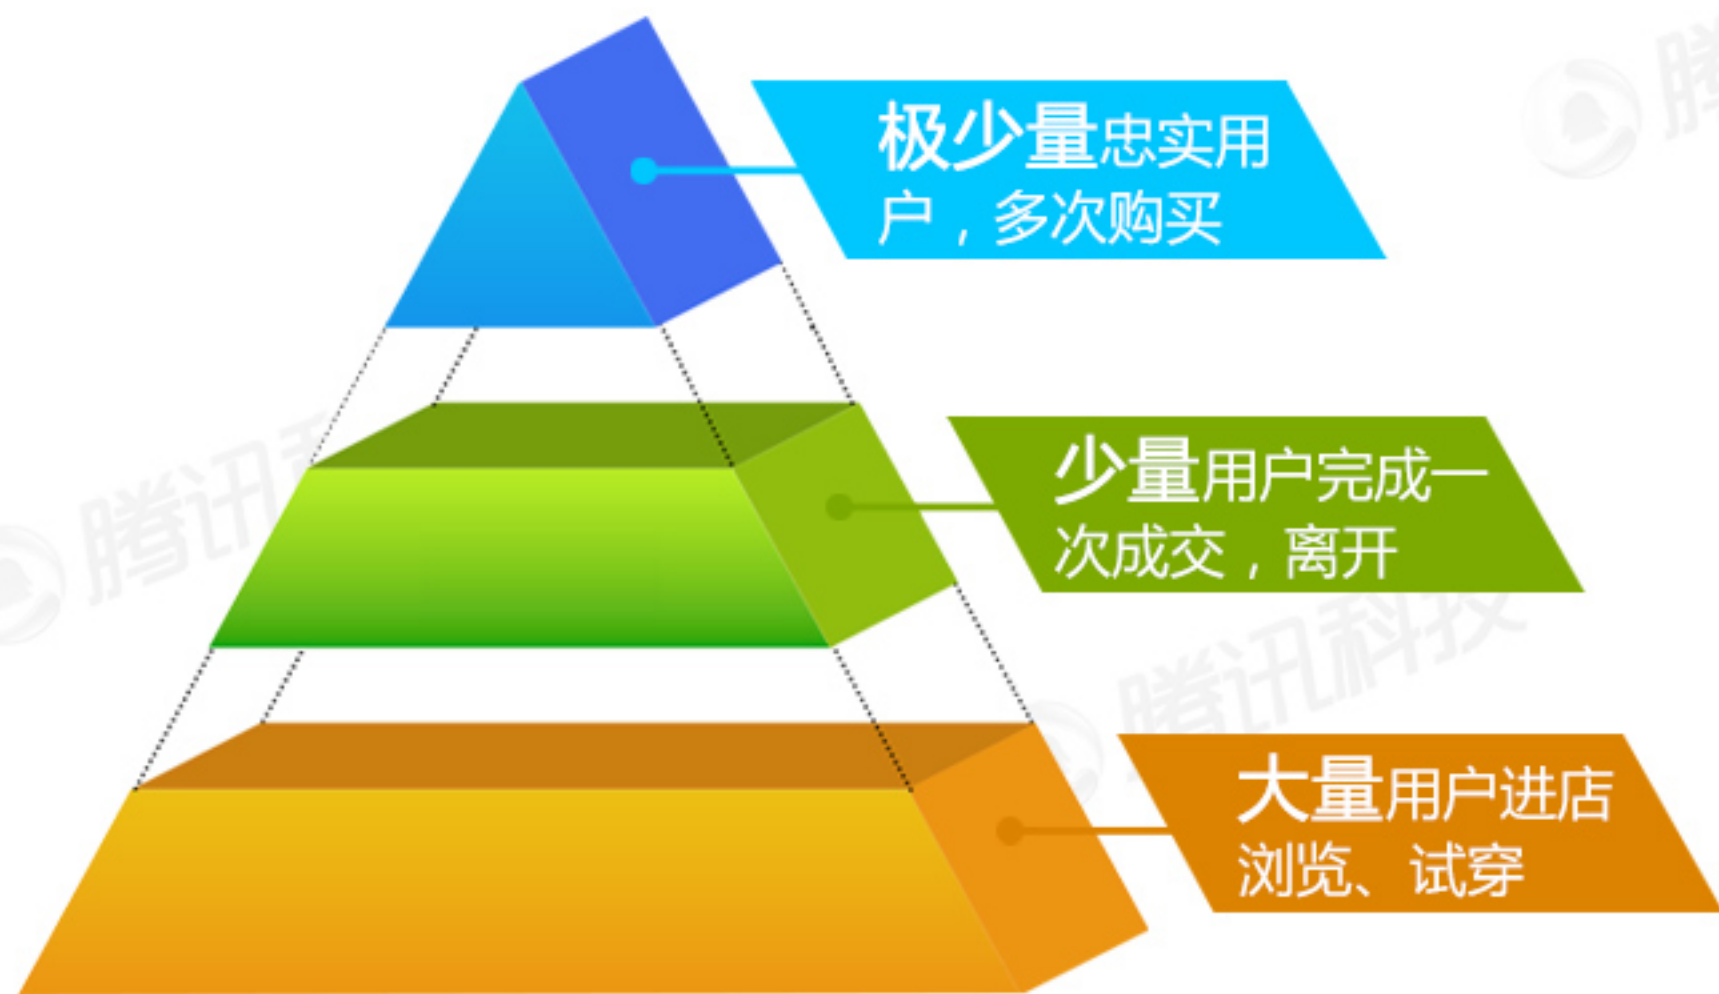 极少量忠实用
户，多次购买
少量用户完成一
次成交，离开
大量用户进店
浏览、试穿
腾
腾讯科
腾讯科技